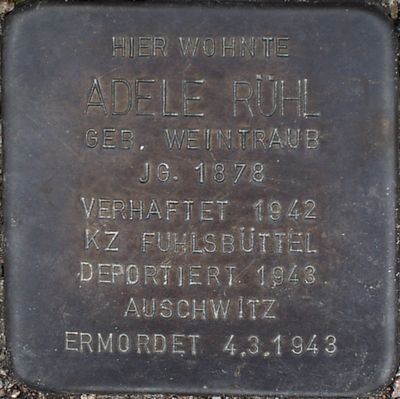 HIER WOHNTE
ADELE RÜHL
GEB. WEINTRAUB
JG. 1878
VERHAFTET 1942
KZ FUHLSBÜTTEL
DEPORTIERT 1943
AUSCHWITZ
ERMORDET 4.3.1943